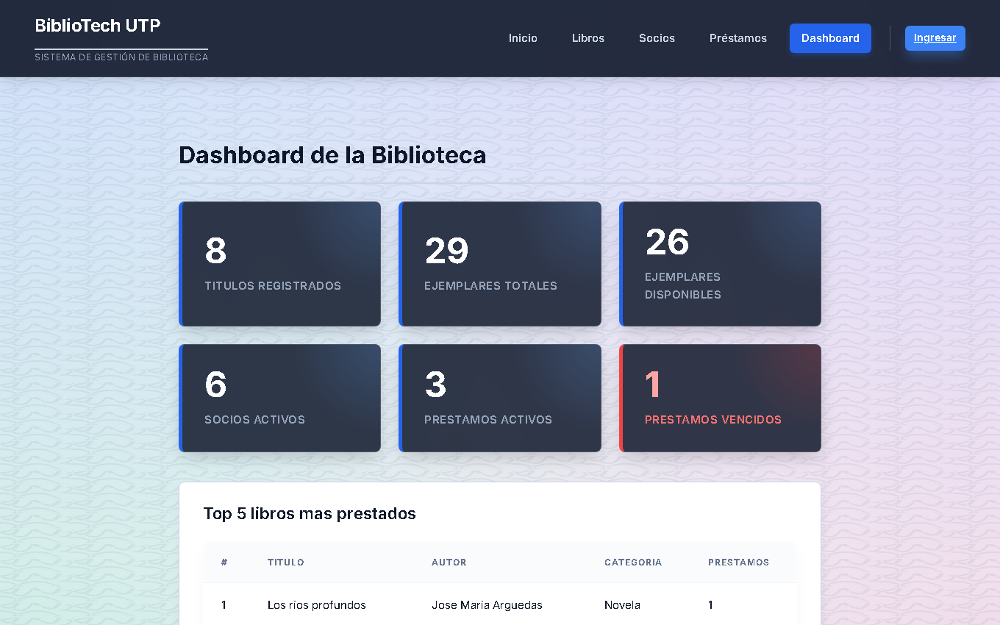 BiblioTech UTP
SISTEMA DE GESTIÓN DE BIBLIOTECA
Inicio Libros Socios Préstamos Dashboard Ingresar
Dashboard de la Biblioteca
8
TITULOS REGISTRADOS
29
EJEMPLARES TOTALES
26
EJEMPLARES
DISPONIBLES
6
SOCIOS ACTIVOS
3
PRESTAMOS ACTIVOS
1
PRESTAMOS VENCIDOS
Top 5 libros mas prestados
# TITULO AUTOR CATEGORIA PRESTAMOS
1 Los rios profundos Jose Maria Arguedas Novela 1